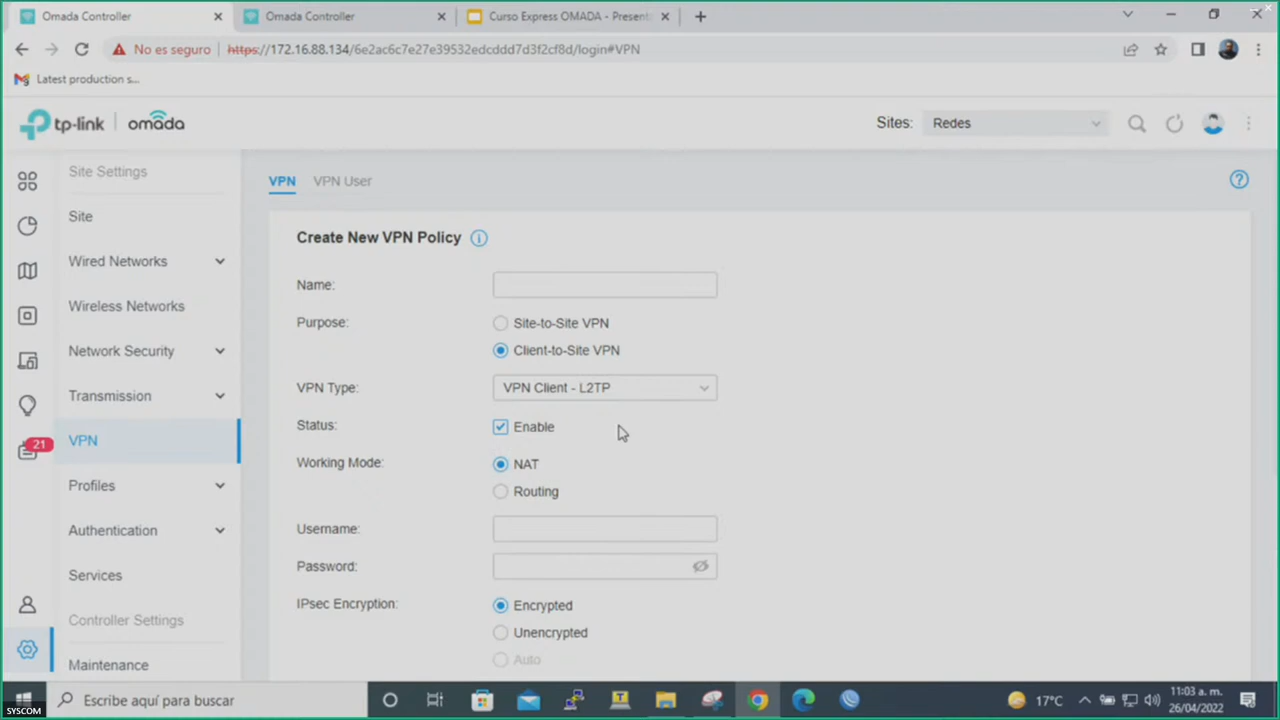 Omada Controller
Omada Controller
Curso Express OMADA - Present
No es seguro
https://172.16.88.134/6e2ac6c7e27e39532edcddd7d3f2cf8d/login#VPN
Latest production s...
tp-link | omada
Sites: Redes
Site Settings
VPN VPN User
Site
Create New VPN Policy
Wired Networks
Name:
Wireless Networks
Purpose: Site-to-Site VPN
Network Security
Client-to-Site VPN
VPN Type: VPN Client - L2TP
Transmission
Status: Enable
VPN
21
Working Mode: NAT
Profiles
Routing
Authentication
Username:
Password:
Services
IPsec Encryption: Encrypted
Controller Settings
Unencrypted
Auto
Maintenance
Escribe aquí para buscar
17°C
11:03 a. m.
26/04/2022
SYSCOM